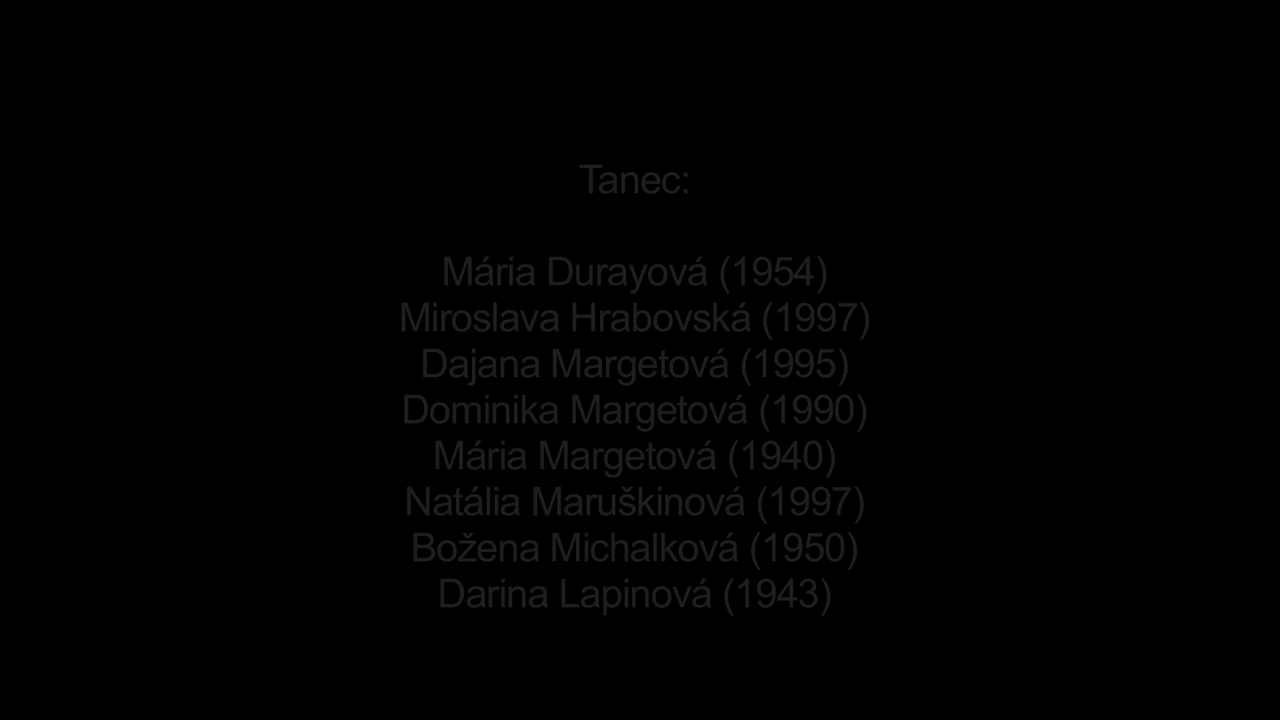 Tanec:
Mária Durayová (1954)
Miroslava Hrabovská (1997)
Dajana Margetová (1995)
Dominika Margetová (1990)
Mária Margetová (1940)
Natália Maruškinová (1997)
Božena Michalková (1950)
Darina Lapinová (1943)